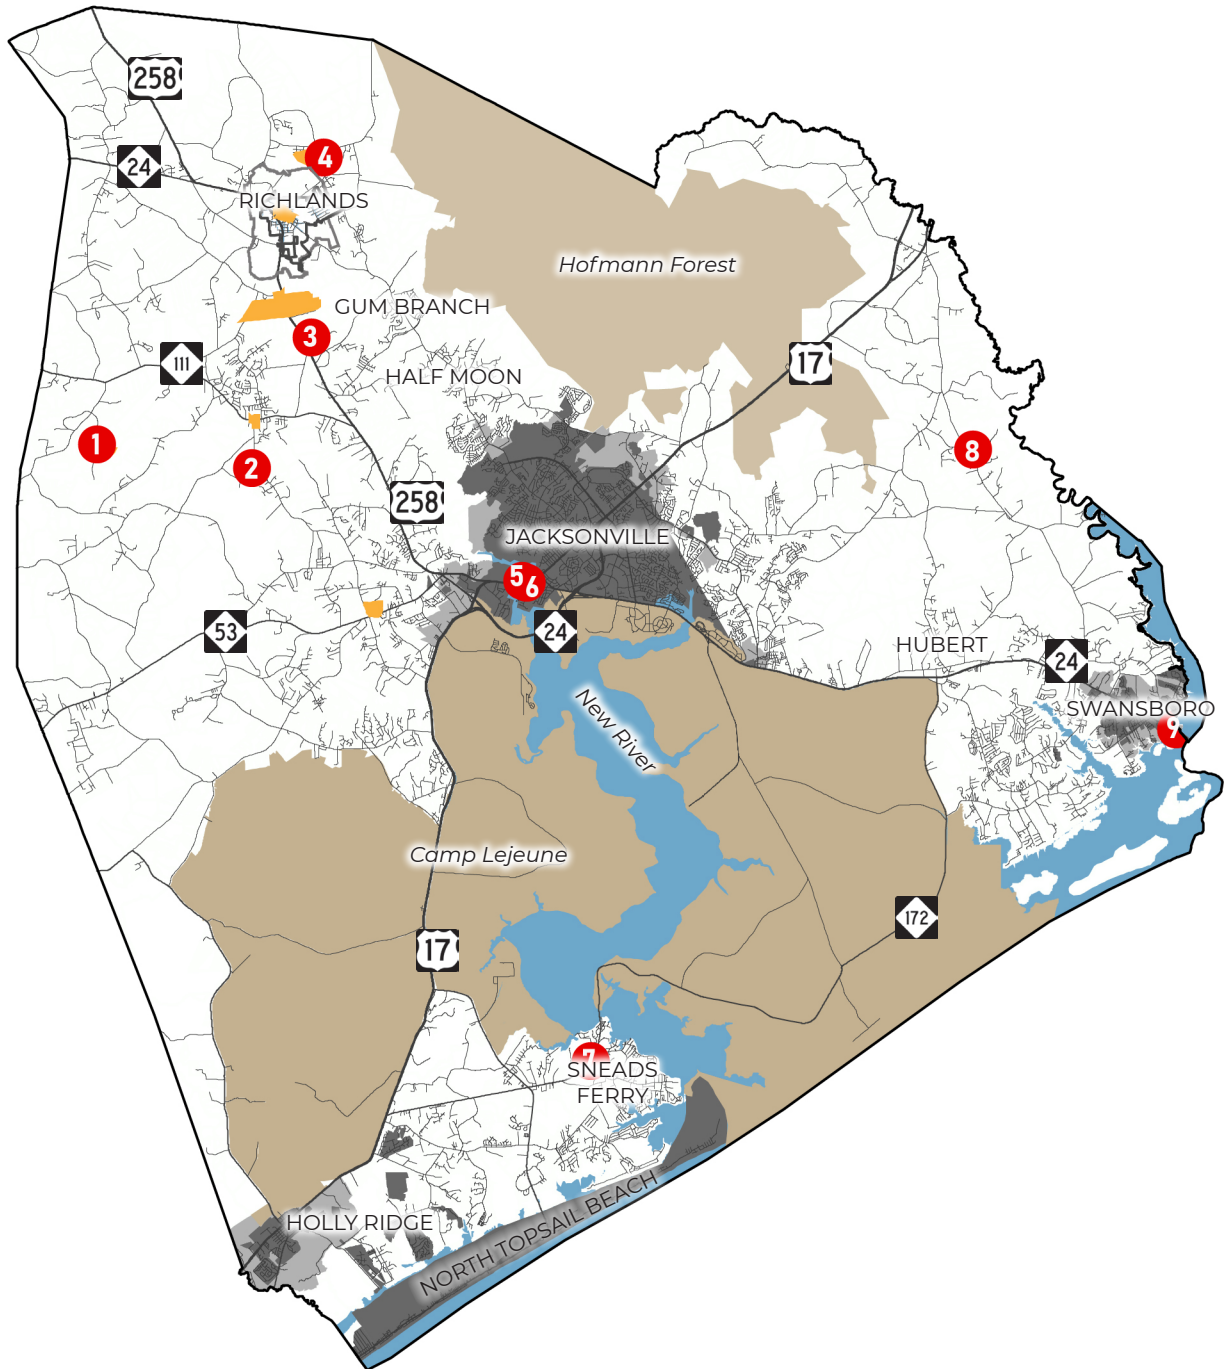 258
24
4
RICHLANDS
Hofmann Forest
GUM BRANCH
3
111
17
HALF MOON
1
2
8
258
JACKSONVILLE
5
6
53
24
HUBERT
24
SWANSBORO
9
New River
Camp Lejeune
172
17
7
SNEADS
FERRY
HOLLY RIDGE
NORTH TOPSAIL BEACH